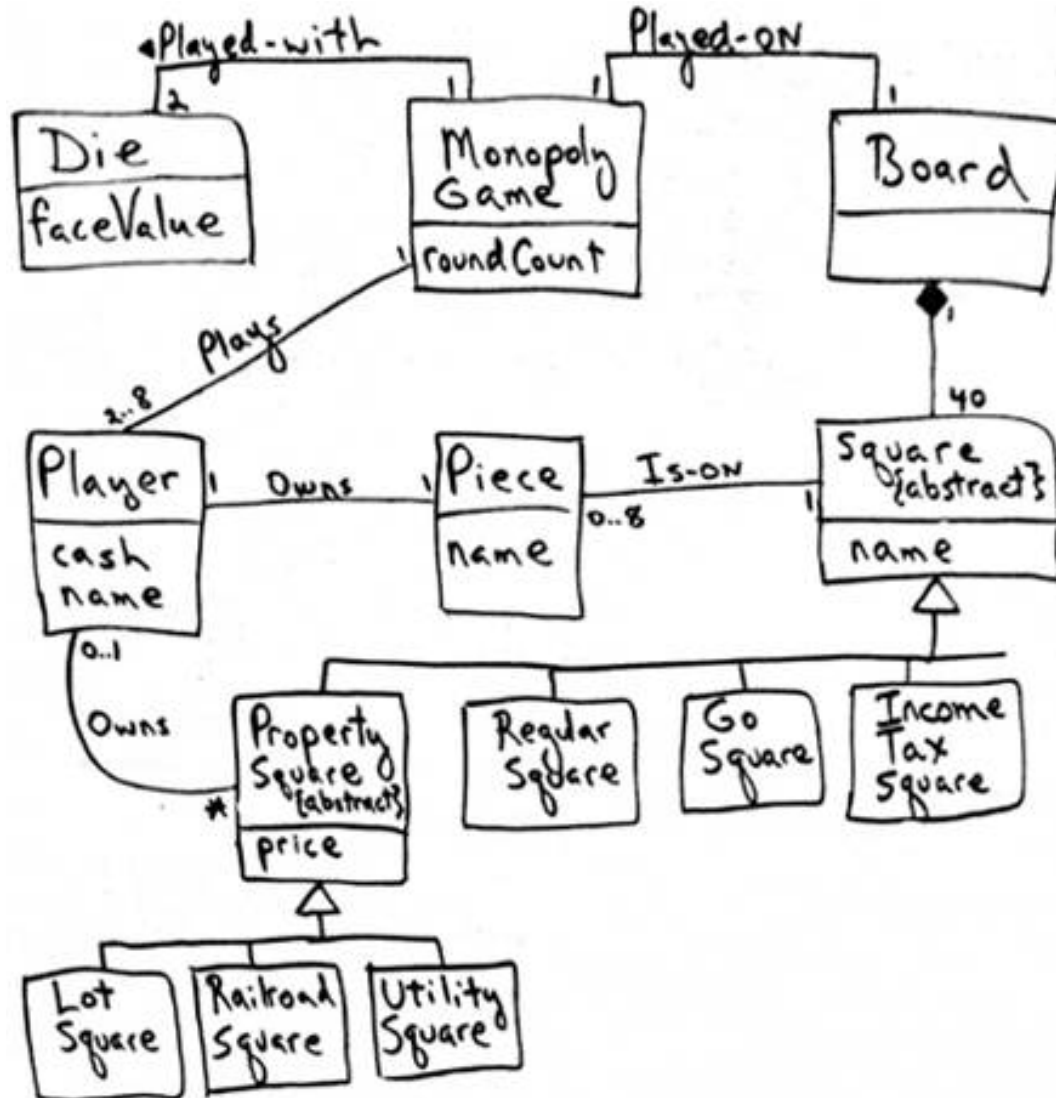 ◂Played-with
Played-ON
2
1
1
1
Die
faceValue
Monopoly
Game
roundCount
Board
1
Plays
2..8
1
40
Player
cash
name
1
Owns
1
Piece
name
Is-ON
0..8
1
Square
{abstract}
name
0..1
Owns
*
Property
Square
{abstract}
price
Regular
Square
Go
Square
Income
Tax
Square
Lot
Square
Railroad
Square
Utility
Square